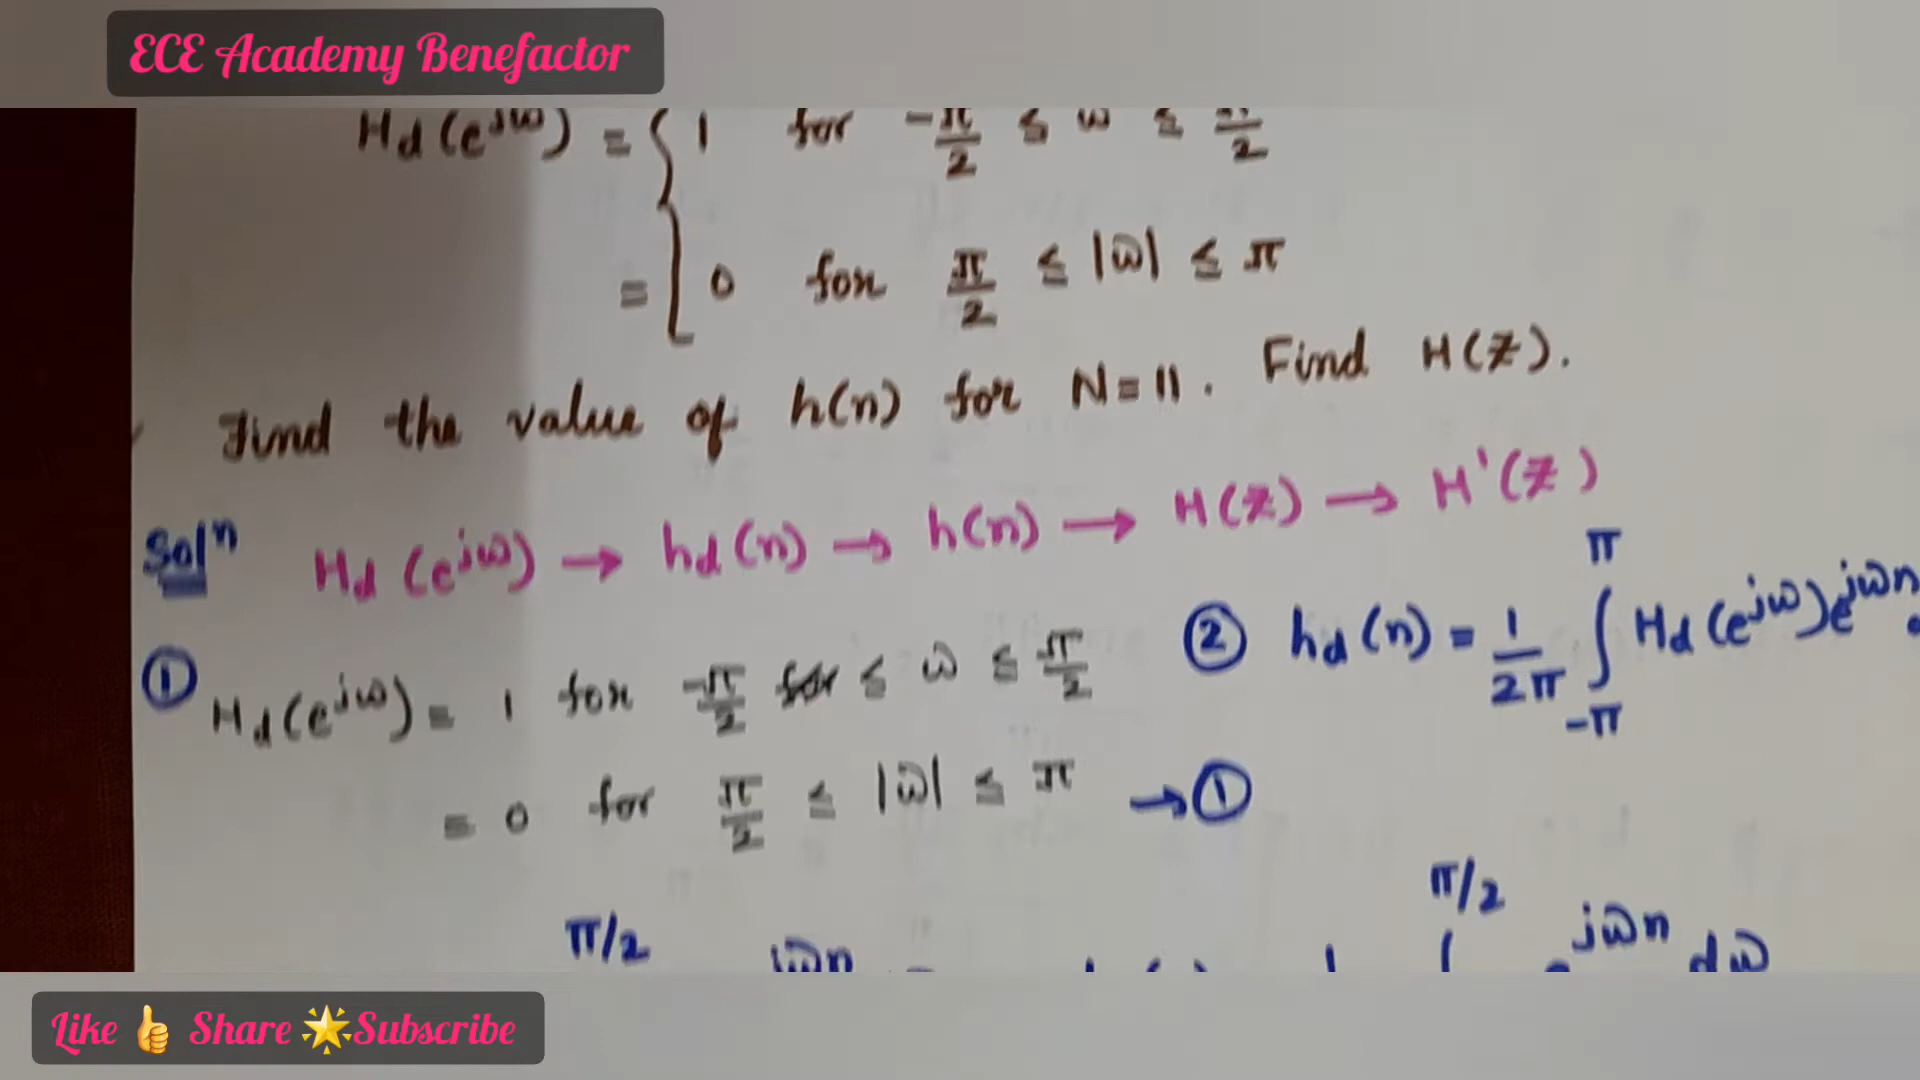 ECE Academy Benefactor
Hd(e^jω) = { 1 for -π/2 ≤ ω ≤ π/2
= { 0 for π/2 ≤ |ω| ≤ π
Find the value of h(n) for N=11. Find H(Z).
Solⁿ Hd(e^jω) → hd(n) → h(n) → H(Z) → H'(Z)
① Hd(e^jω) = 1 for -π/2 ≤ ω ≤ π/2
= 0 for π/2 ≤ |ω| ≤ π → ①
② hd(n) = 1/2π ∫_-π^π Hd(e^jω) e^jωn
π/2 jωn
π/2 e^jωn dω
Like 👍 Share 🌟Subscribe